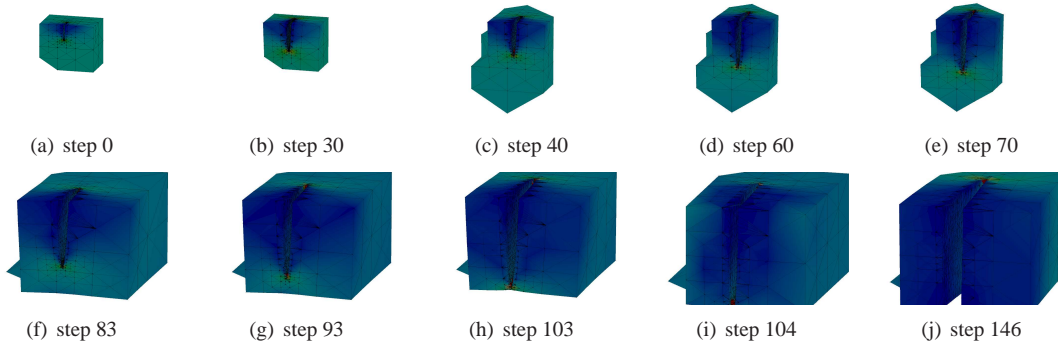 (a) step 0
(b) step 30
(c) step 40
(d) step 60
(e) step 70
(f) step 83
(g) step 93
(h) step 103
(i) step 104
(j) step 146